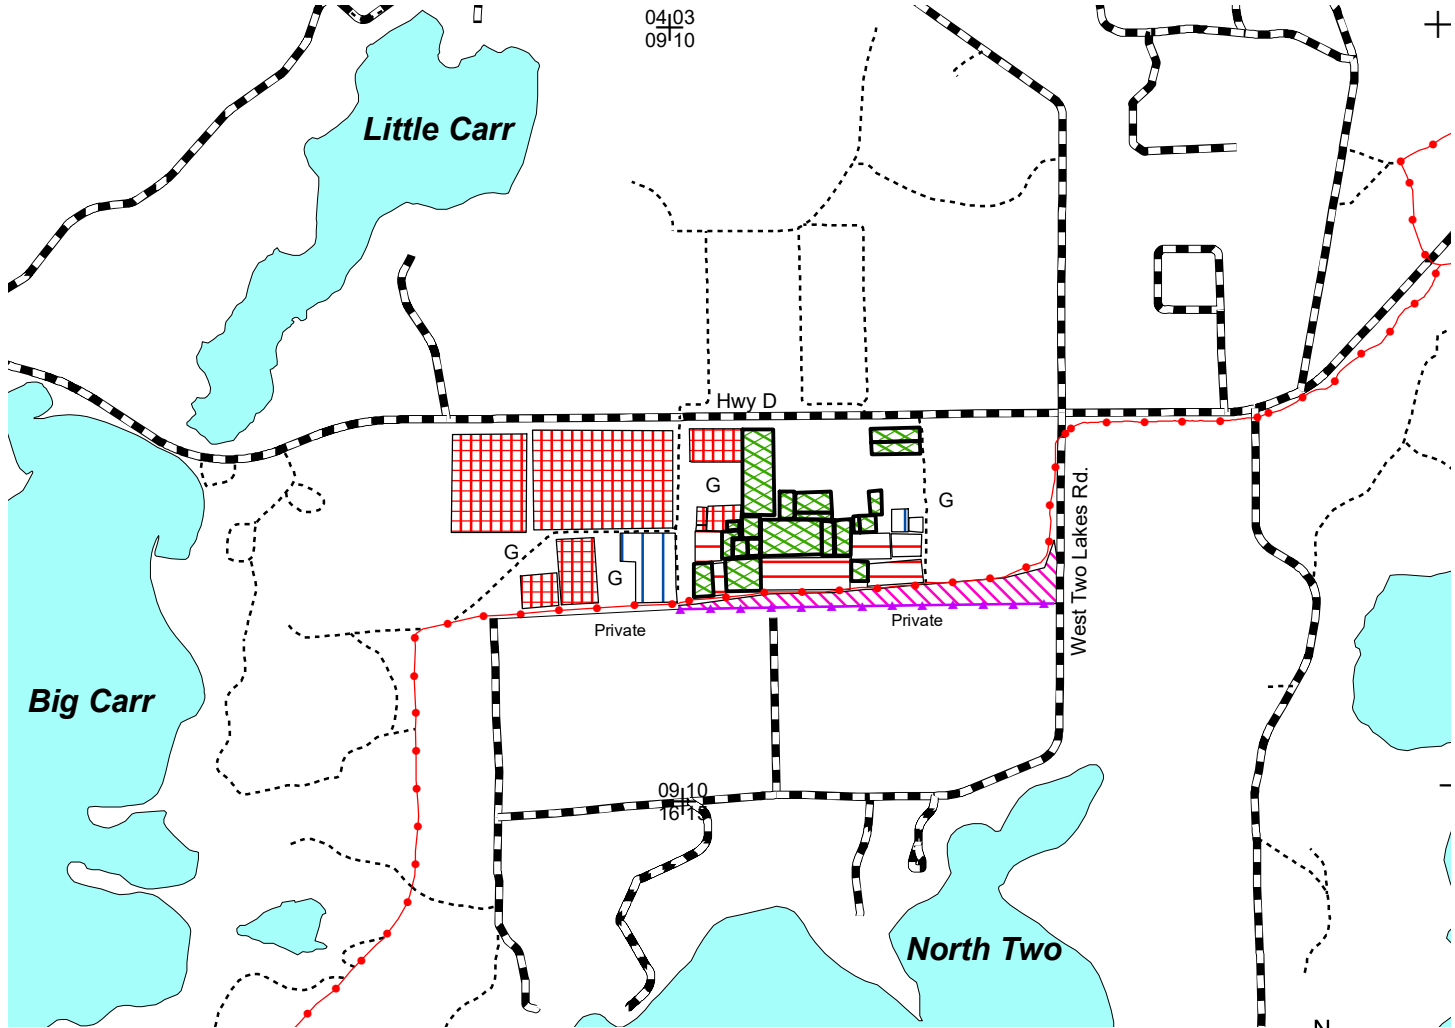 04 03
09 10
Little Carr
Hwy D
G
G
G
G
West Two Lakes Rd.
Private
Private
Big Carr
09 10
16 15
North Two
N